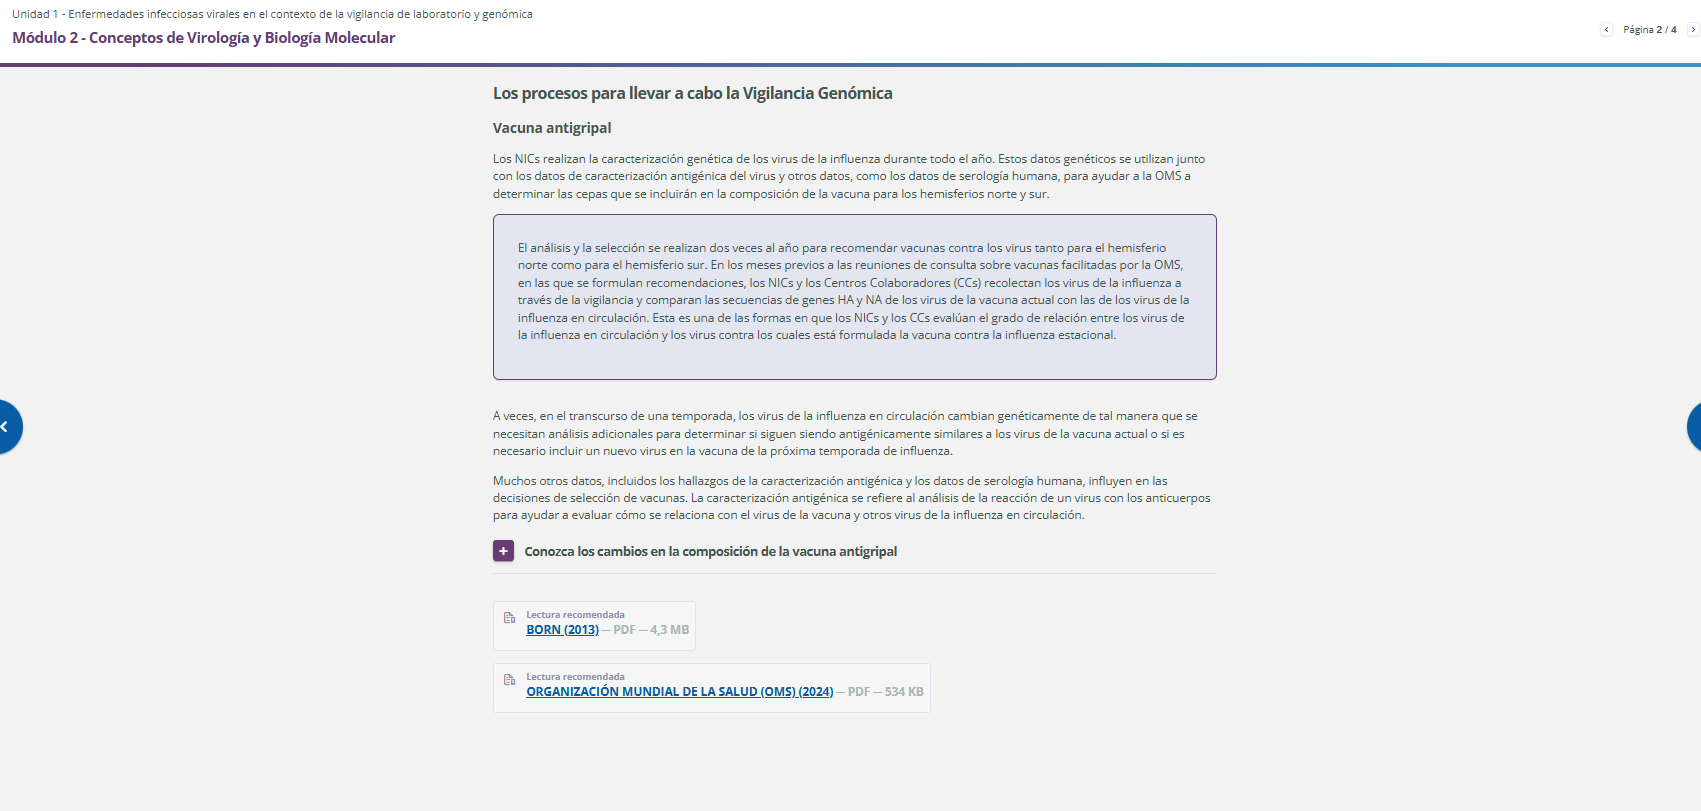 Unidad 1 - Enfermedades infecciosas virales en el contexto de la vigilancia de laboratorio y genómica
Módulo 2 - Conceptos de Virología y Biología Molecular
Página 2 / 4
Los procesos para llevar a cabo la Vigilancia Genómica
Vacuna antigripal
Los NICs realizan la caracterización genética de los virus de la influenza durante todo el año. Estos datos genéticos se utilizan junto
con los datos de caracterización antigénica del virus y otros datos, como los datos de serología humana, para ayudar a la OMS a
determinar las cepas que se incluirán en la composición de la vacuna para los hemisferios norte y sur.
El análisis y la selección se realizan dos veces al año para recomendar vacunas contra los virus tanto para el hemisferio
norte como para el hemisferio sur. En los meses previos a las reuniones de consulta sobre vacunas facilitadas por la OMS,
en las que se formulan recomendaciones, los NICs y los Centros Colaboradores (CCs) recolectan los virus de la influenza a
través de la vigilancia y comparan las secuencias de genes HA y NA de los virus de la vacuna actual con las de los virus de la
influenza en circulación. Esta es una de las formas en que los NICs y los CCs evalúan el grado de relación entre los virus de
la influenza en circulación y los virus contra los cuales está formulada la vacuna contra la influenza estacional.
A veces, en el transcurso de una temporada, los virus de la influenza en circulación cambian genéticamente de tal manera que se
necesitan análisis adicionales para determinar si siguen siendo antigénicamente similares a los virus de la vacuna actual o si es
necesario incluir un nuevo virus en la vacuna de la próxima temporada de influenza.
Muchos otros datos, incluidos los hallazgos de la caracterización antigénica y los datos de serología humana, influyen en las
decisiones de selección de vacunas. La caracterización antigénica se refiere al análisis de la reacción de un virus con los anticuerpos
para ayudar a evaluar cómo se relaciona con el virus de la vacuna y otros virus de la influenza en circulación.
+ Conozca los cambios en la composición de la vacuna antigripal
Lectura recomendada
BORN (2013) — PDF — 4,3 MB
Lectura recomendada
ORGANIZACIÓN MUNDIAL DE LA SALUD (OMS) (2024) — PDF — 534 KB